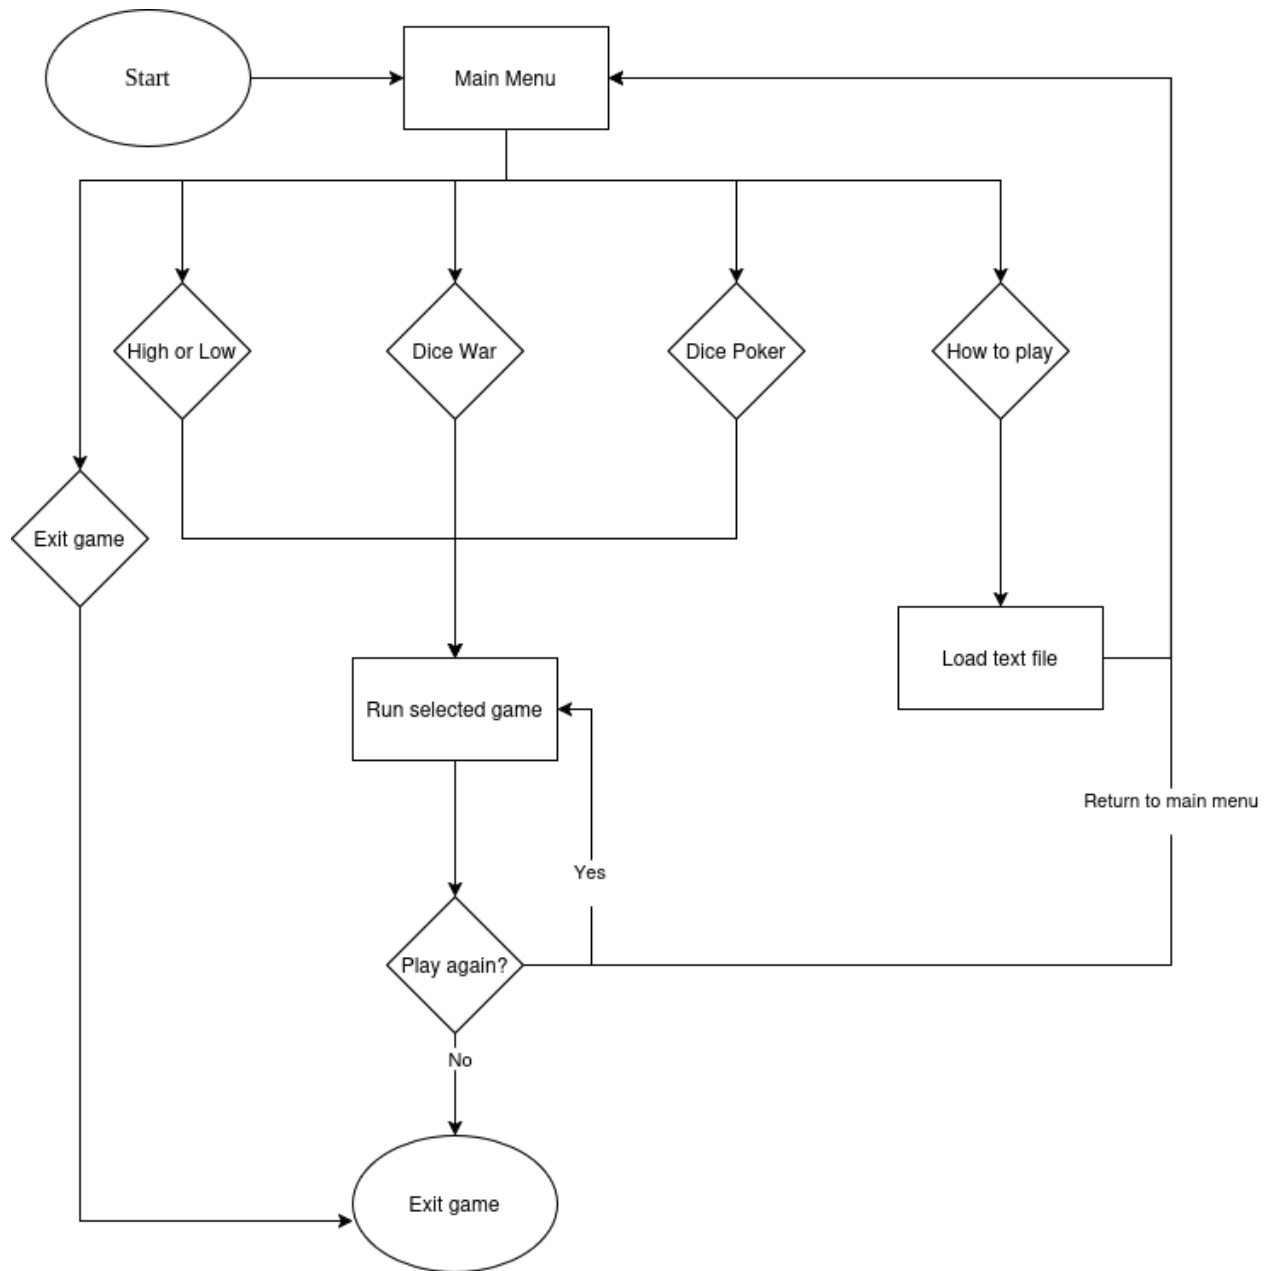 Start
Main Menu
High or Low
Dice War
Dice Poker
How to play
Exit game
Load text file
Run selected game
Return to main menu
Yes
Play again?
No
Exit game